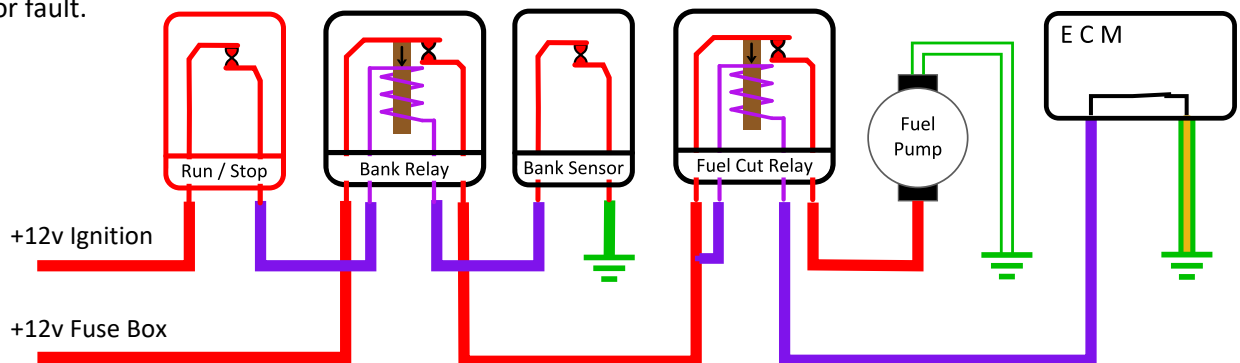 or fault.
E C M
Fuel
Pump
Run / Stop
Bank Relay
Bank Sensor
Fuel Cut Relay
+12v Ignition
+12v Fuse Box